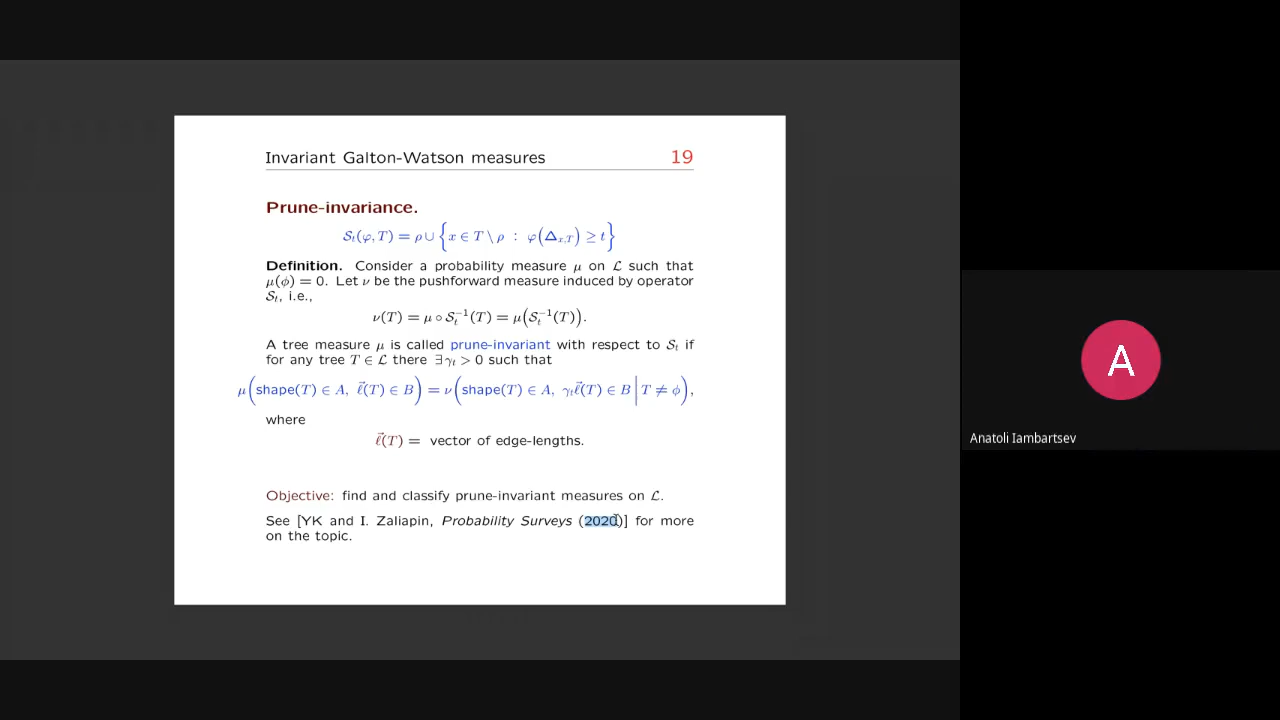 Invariant Galton-Watson measures 19
Prune-invariance.
𝒮ₜ(φ, T) = ρ ∪ {x ∈ T \ ρ : φ(Δₓ,T) ≥ t}
Definition. Consider a probability measure μ on ℒ such that
μ(ϕ) = 0. Let ν be the pushforward measure induced by operator
𝒮ₜ, i.e.,
ν(T) = μ ∘ 𝒮ₜ⁻¹(T) = μ(𝒮ₜ⁻¹(T)).
A tree measure μ is called prune-invariant with respect to 𝒮ₜ if
for any tree T ∈ ℒ there ∃ γₜ > 0 such that
μ(shape(T) ∈ A, ℓ⃗(T) ∈ B) = ν(shape(T) ∈ A, γₜℓ⃗(T) ∈ B | T ≠ ϕ),
where
ℓ⃗(T) = vector of edge-lengths.
Objective: find and classify prune-invariant measures on ℒ.
See [YK and I. Zaliapin, Probability Surveys (2020)] for more
on the topic.
A
Anatoli Iambartsev